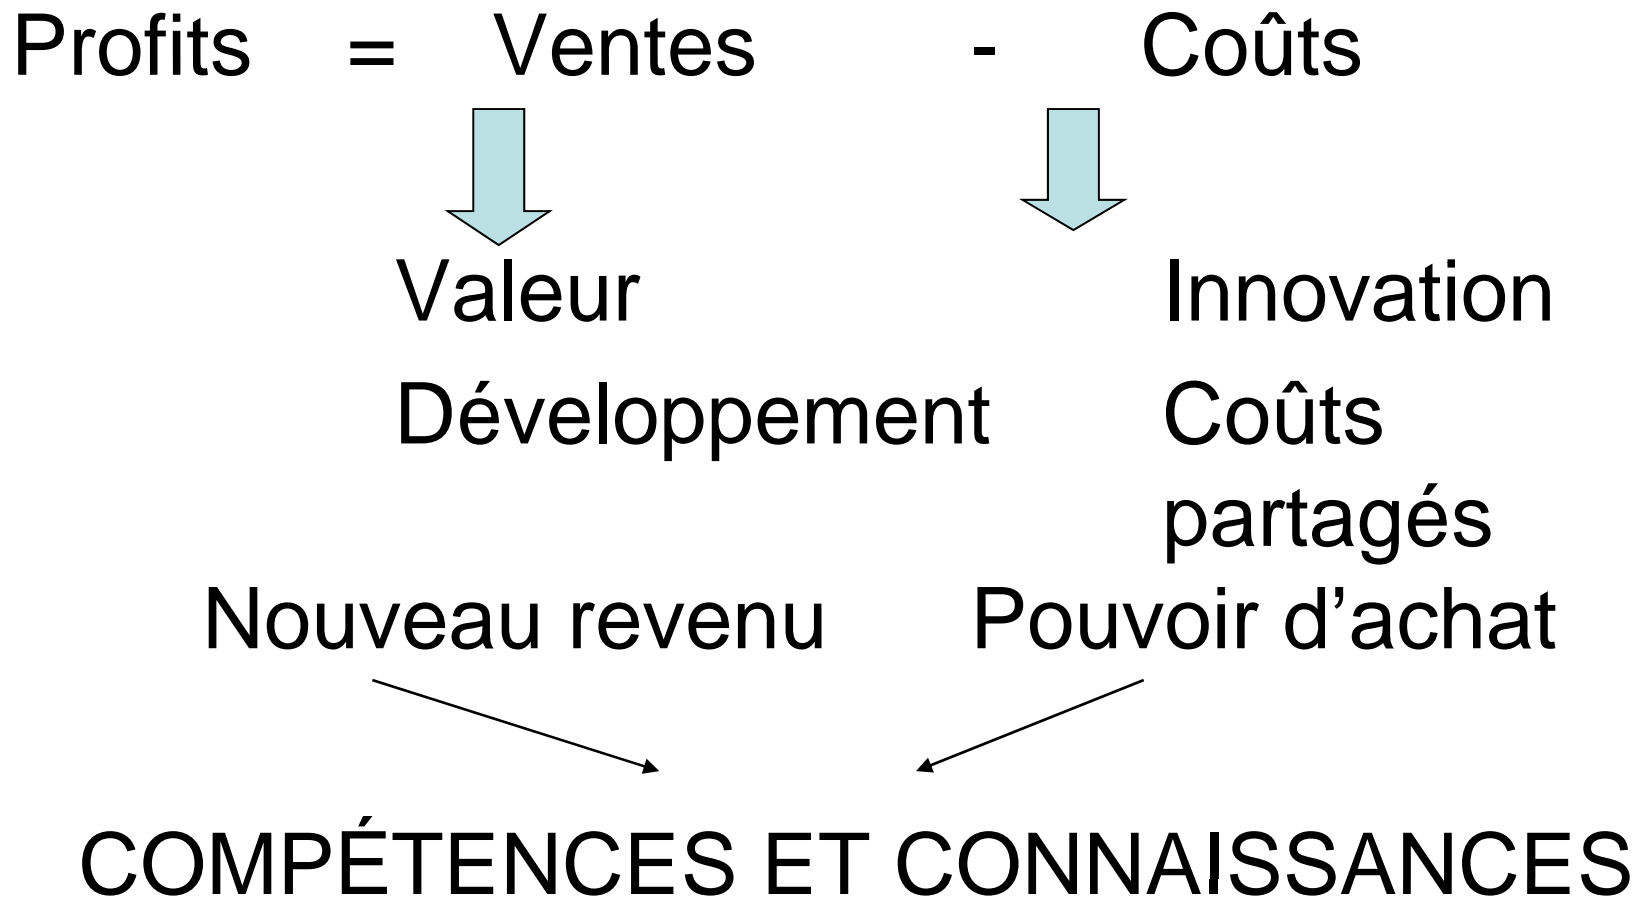 Profits = Ventes - Coûts
Valeur Innovation
Développement Coûts
partagés
Nouveau revenu Pouvoir d’achat
COMPÉTENCES ET CONNAISSANCES